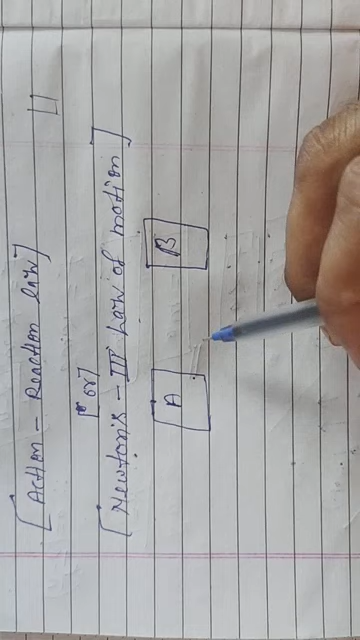 [Action - Reaction law]
[or]
[Newton's - III Law of motion]
A B